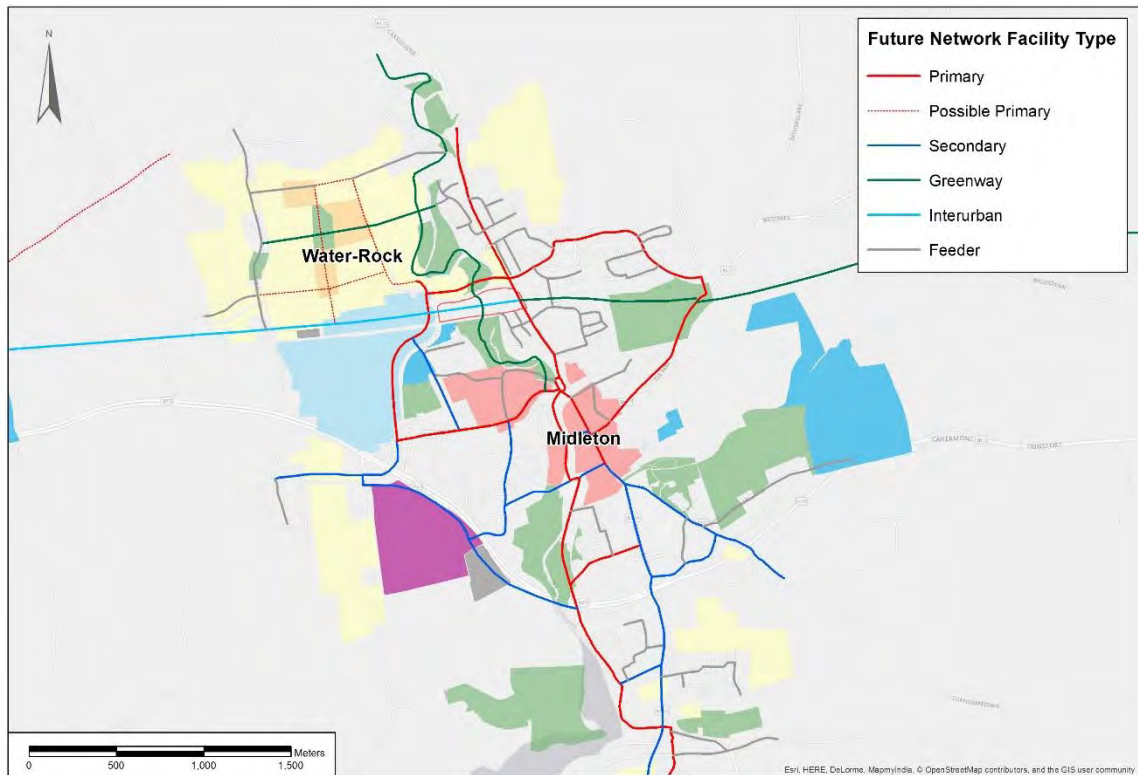 N
Future Network Facility Type
Primary
Possible Primary
Secondary
Greenway
Interurban
Feeder
Water-Rock
Midleton
0 500 1,000 1,500 Meters
Esri, HERE, DeLorme, MapmyIndia, © OpenStreetMap contributors, and the GIS user community